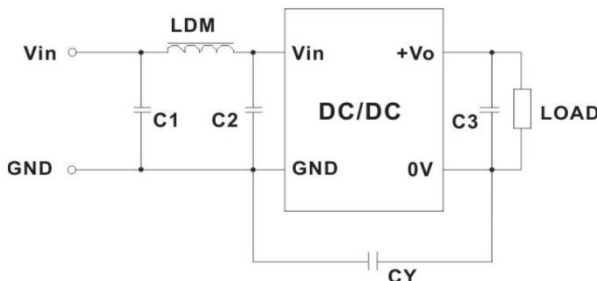 LDM
Vin
Vin
+Vo
C1
C2
DC/DC
C3
LOAD
GND
GND
0V
CY